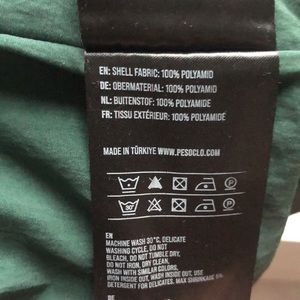 EN: SHELL FABRIC: 100% POLYAMID
DE: OBERMATERIAL: 100% POLYAMID
NL: BUITENSTOF: 100% POLYAMIDE
FR: TISSU EXTÉRIEUR: 100% POLYAMIDE
MADE IN TÜRKIYE WWW.PESOCLO.COM
30°
EN
MACHINE WASH 30°C, DELICATE
WASHING CYCLE, DO NOT
BLEACH, DO NOT TUMBLE DRY,
DO NOT IRON, DRY CLEAN,
WASH WITH SIMILAR COLORS,
IRON INSIDE OUT, WASH INSIDE OUT, USE
DETERGENT FOR DELICATES. MAX SHRINKAGE 5%